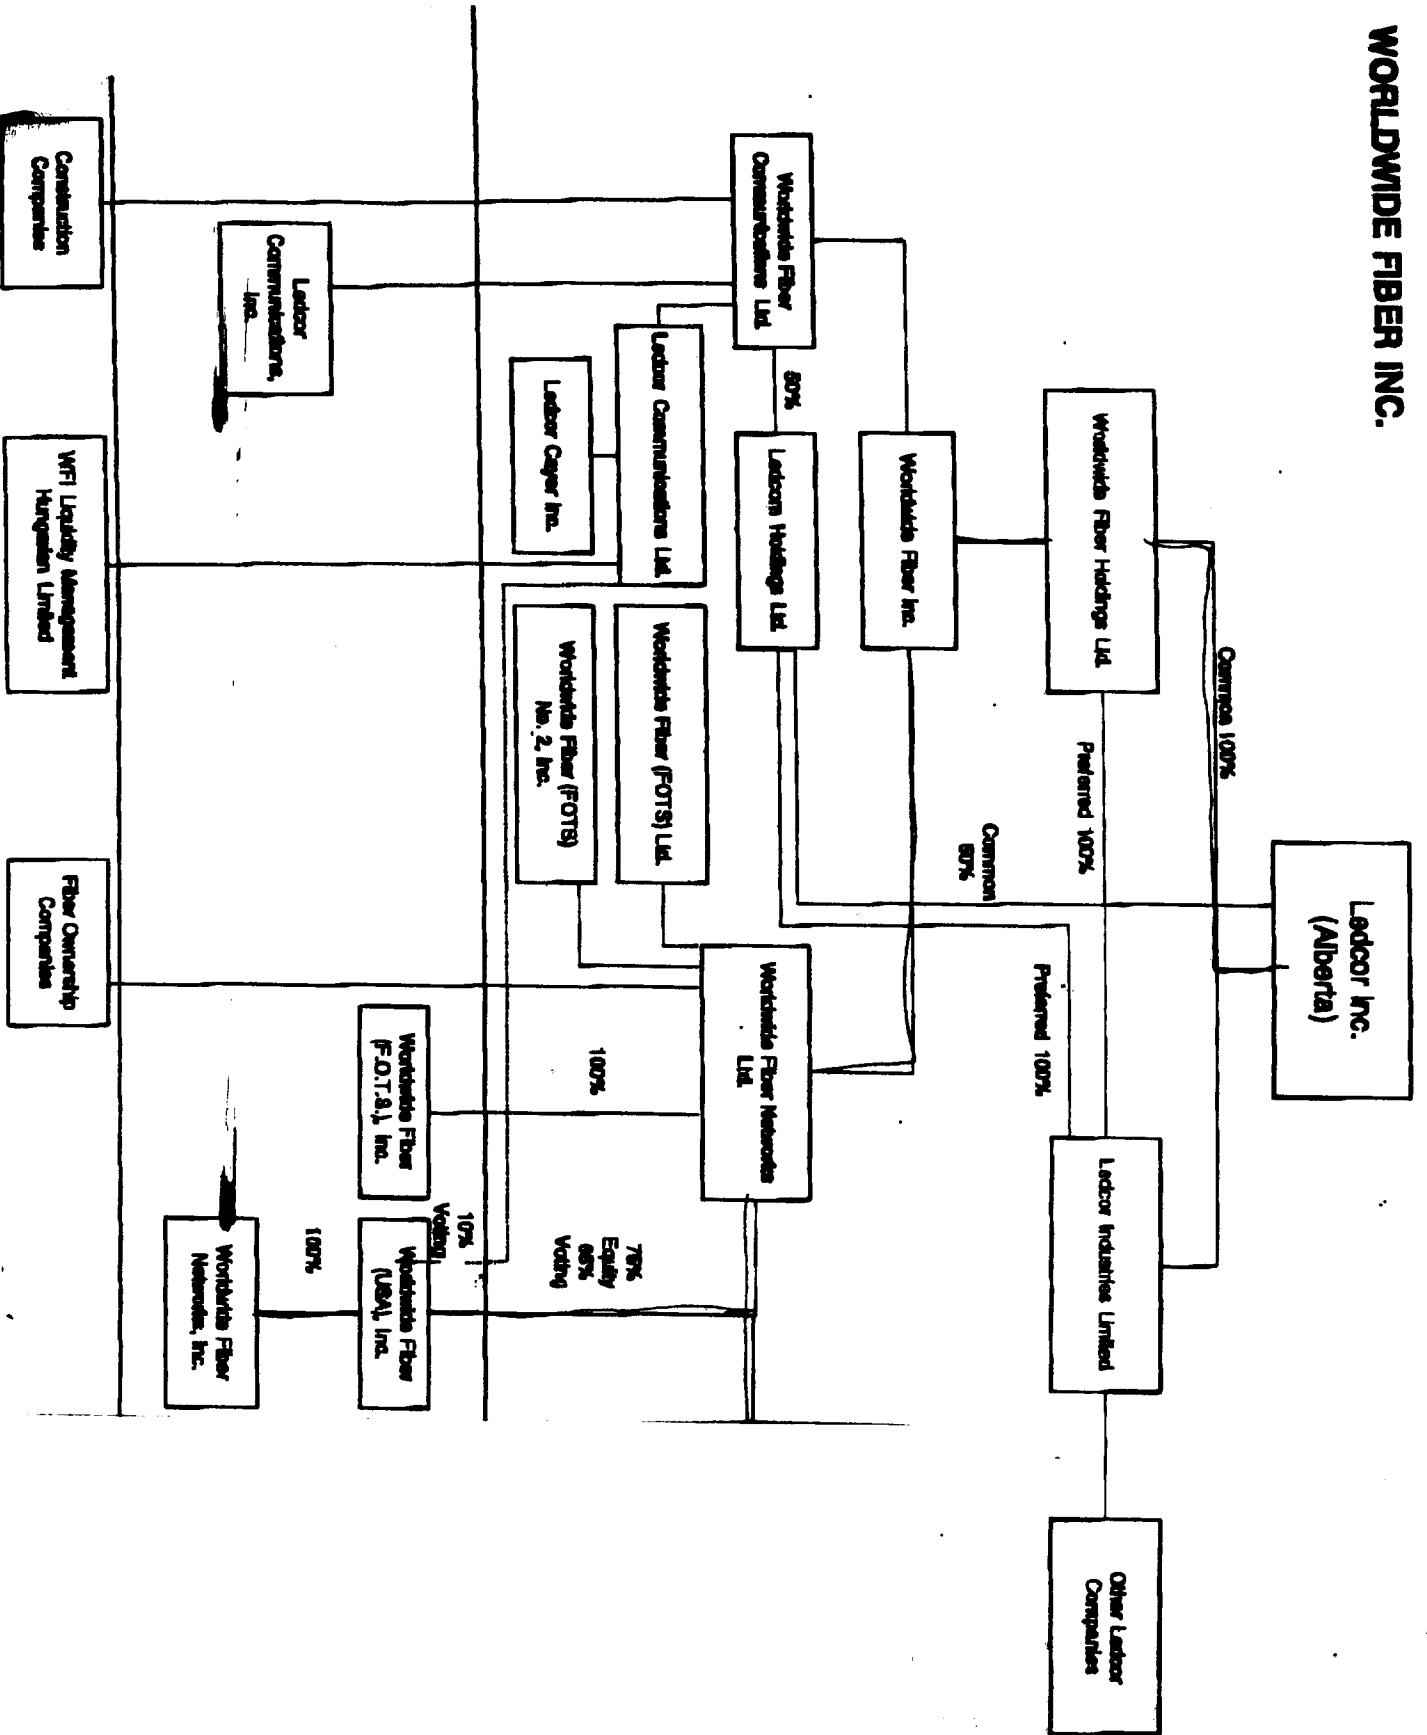 WORLDWIDE FIBER INC.
Ledcor Inc.
(Alberta)
Common 100%
Worldwide Fiber Holdings Ltd.
Preferred 100%
Ledcor Industries Limited
Other Ledcor
Companies
Preferred 100%
Common
50%
Worldwide Fiber Inc.
Worldwide Fiber
Communications Ltd.
50%
Ledcom Holdings Ltd.
Worldwide Fiber Networks
Ltd.
Ledcor Communications Ltd.
Worldwide Fiber (FOTS) Ltd.
Ledcor Cayer Inc.
Worldwide Fiber (FOTS)
No. 2, Inc.
100%
75%
Equity
Voting
10%
Voting
Worldwide Fiber
(F.O.T.S.), Inc.
Worldwide Fiber
(USA), Inc.
Ledcor
Communications,
Inc.
100%
Worldwide Fiber
Networks, Inc.
Construction
Companies
WFI Liquidity Management
Hungarian Limited
Fiber Ownership
Companies